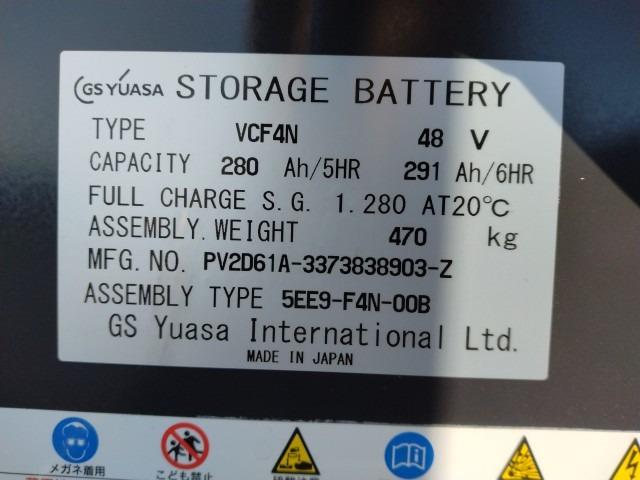 GS YUASA STORAGE BATTERY
TYPE VCF4N 48 V
CAPACITY 280 Ah/5HR 291 Ah/6HR
FULL CHARGE S.G. 1.280 AT20℃
ASSEMBLY.WEIGHT 470 kg
MFG.NO. PV2D61A-3373838903-Z
ASSEMBLY TYPE 5EE9-F4N-00B
GS Yuasa International Ltd.
MADE IN JAPAN
メガネ着用 こども禁止